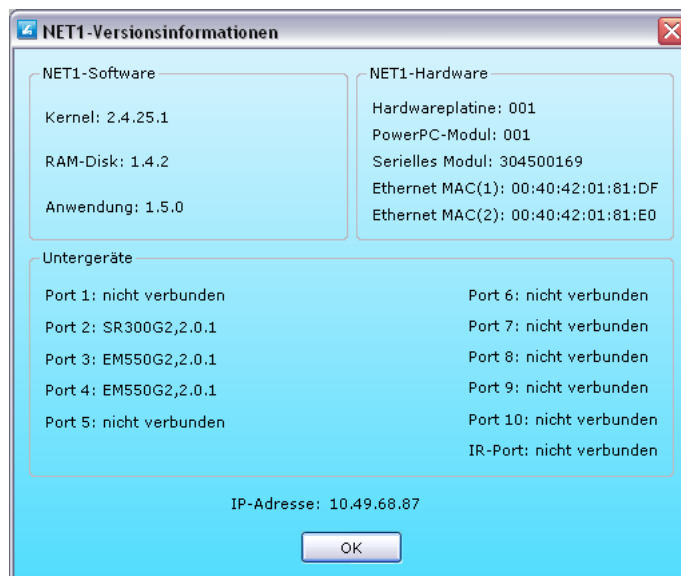 NET1-Versionsinformationen
NET1-Software
Kernel: 2.4.25.1
RAM-Disk: 1.4.2
Anwendung: 1.5.0
NET1-Hardware
Hardwareplatine: 001
PowerPC-Modul: 001
Serielles Modul: 304500169
Ethernet MAC(1): 00:40:42:01:81:DF
Ethernet MAC(2): 00:40:42:01:81:E0
Untergeräte
Port 1: nicht verbunden
Port 2: SR300G2,2.0.1
Port 3: EM550G2,2.0.1
Port 4: EM550G2,2.0.1
Port 5: nicht verbunden
Port 6: nicht verbunden
Port 7: nicht verbunden
Port 8: nicht verbunden
Port 9: nicht verbunden
Port 10: nicht verbunden
IR-Port: nicht verbunden
IP-Adresse: 10.49.68.87
OK